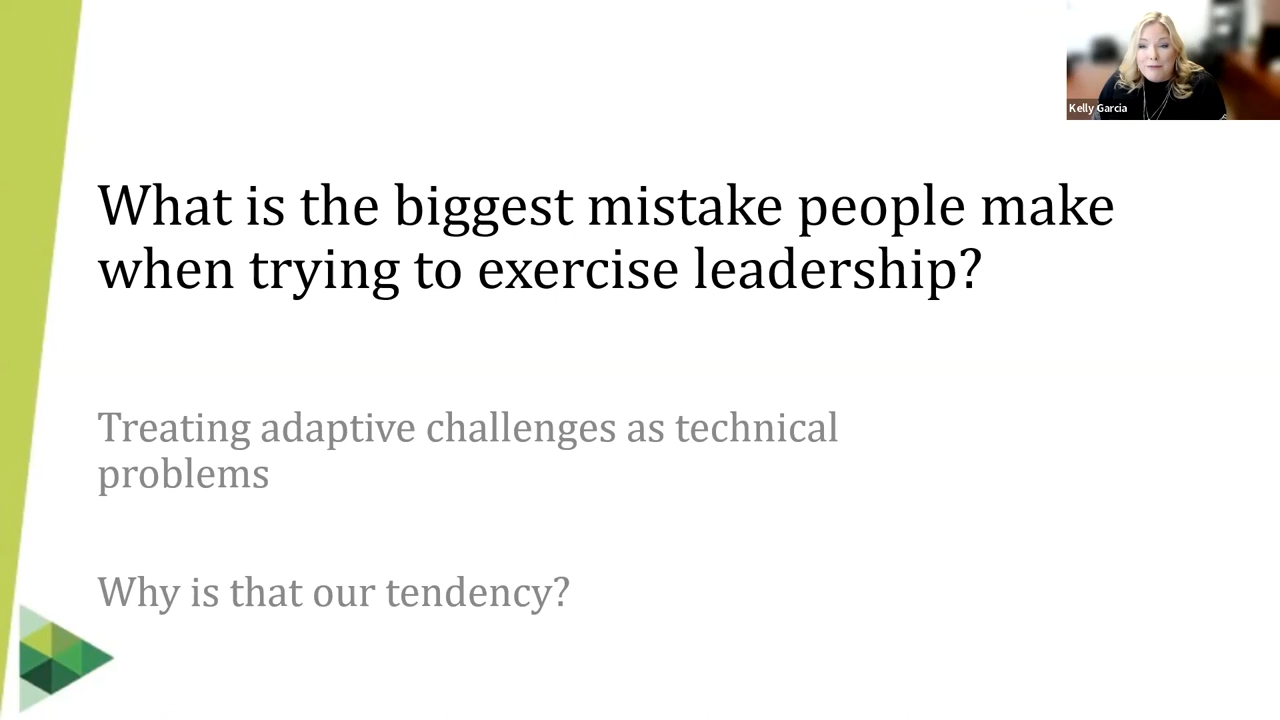 Kelly Garcia
What is the biggest mistake people make
when trying to exercise leadership?
Treating adaptive challenges as technical
problems
Why is that our tendency?